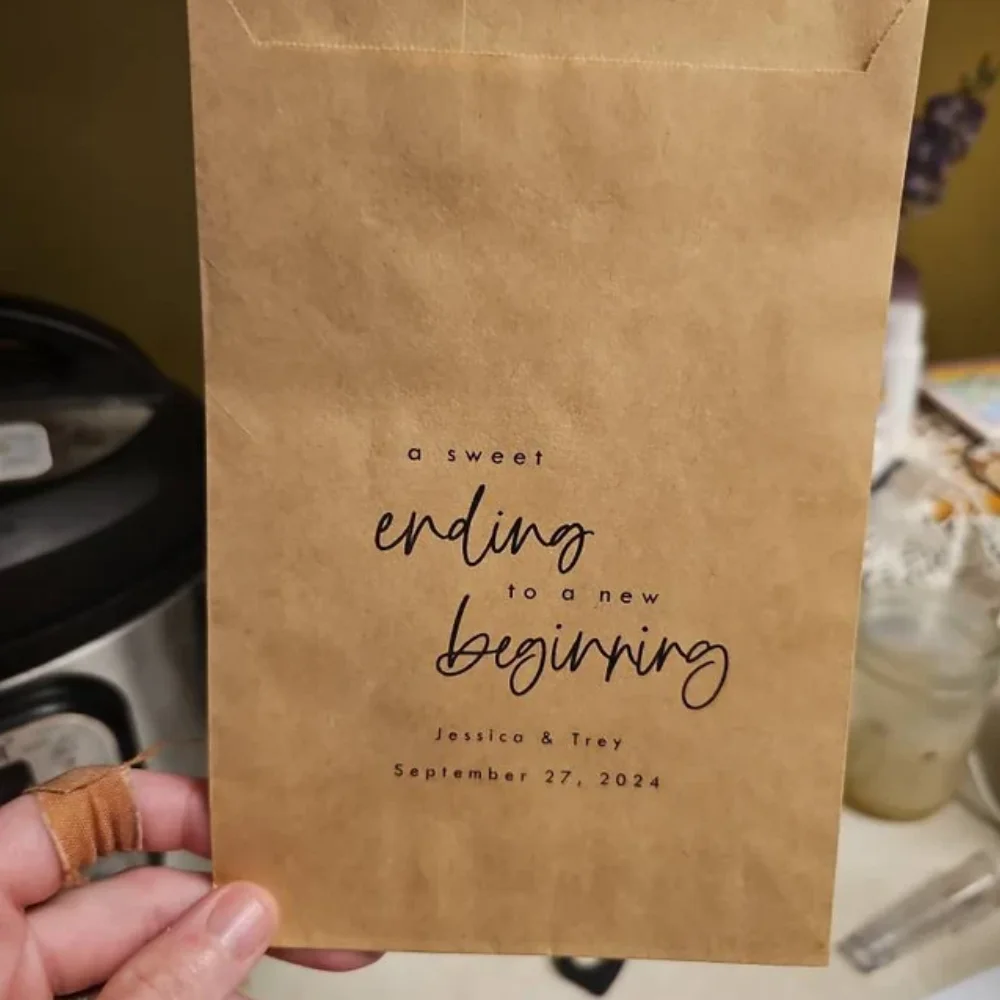 a sweet
ending
to a new
beginning
Jessica & Trey
September 27, 2024